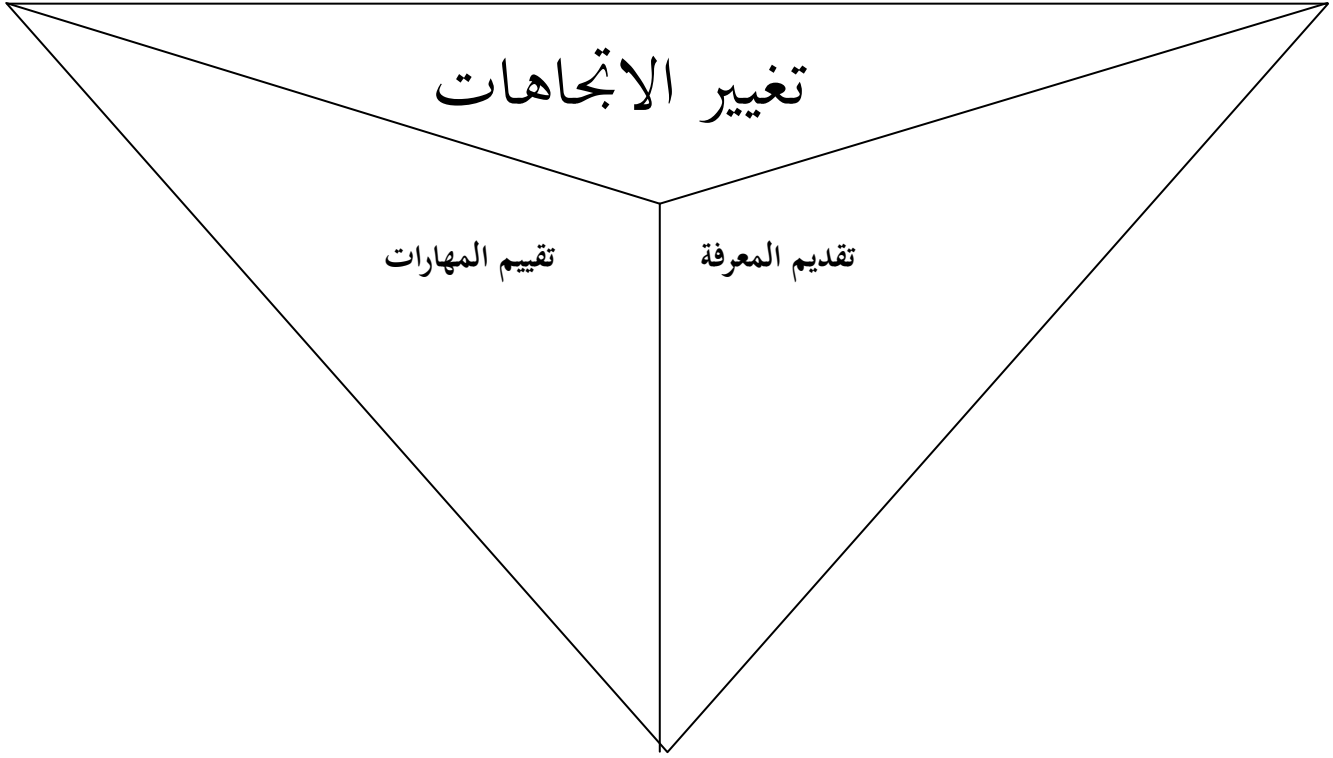 تغيير الاتجاهات
تقديم المعرفة
تقييم المهارات